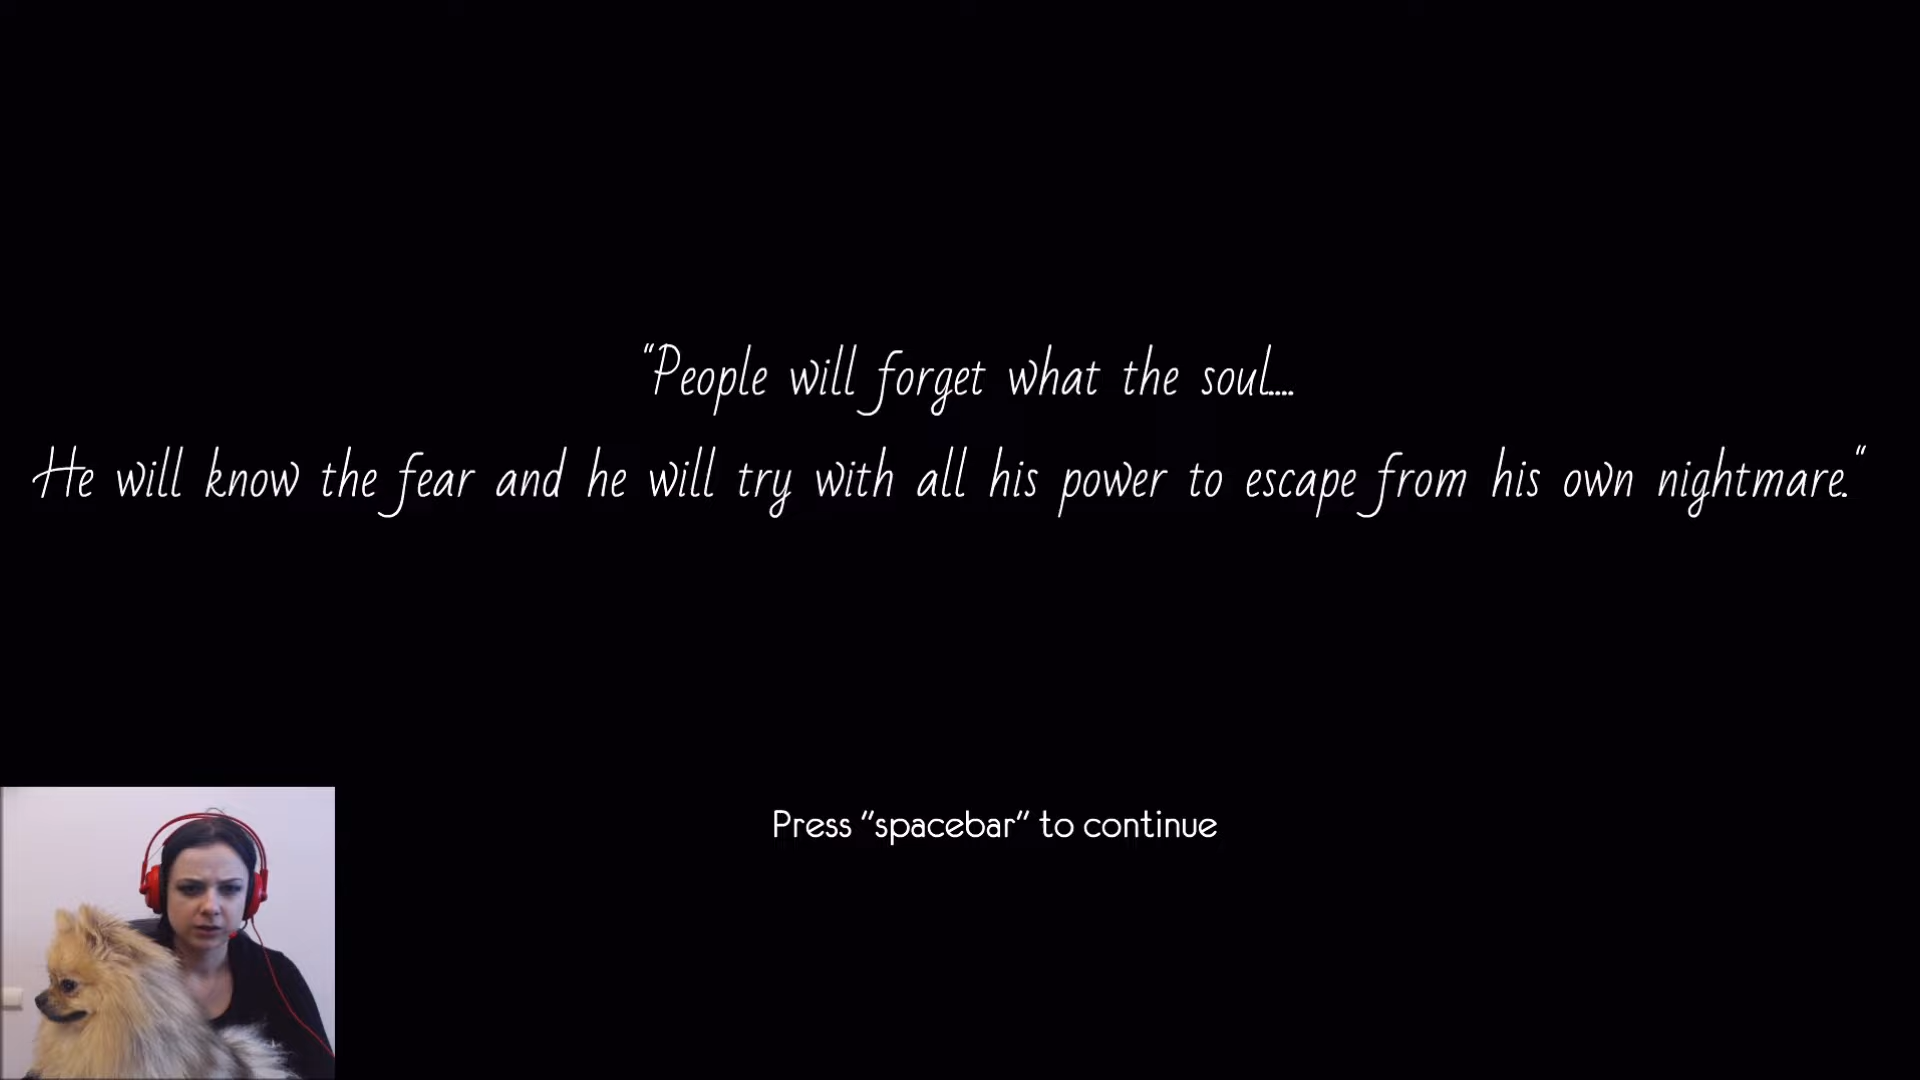 "People will forget what the soul....
He will know the fear and he will try with all his power to escape from his own nightmare."
Press "spacebar" to continue